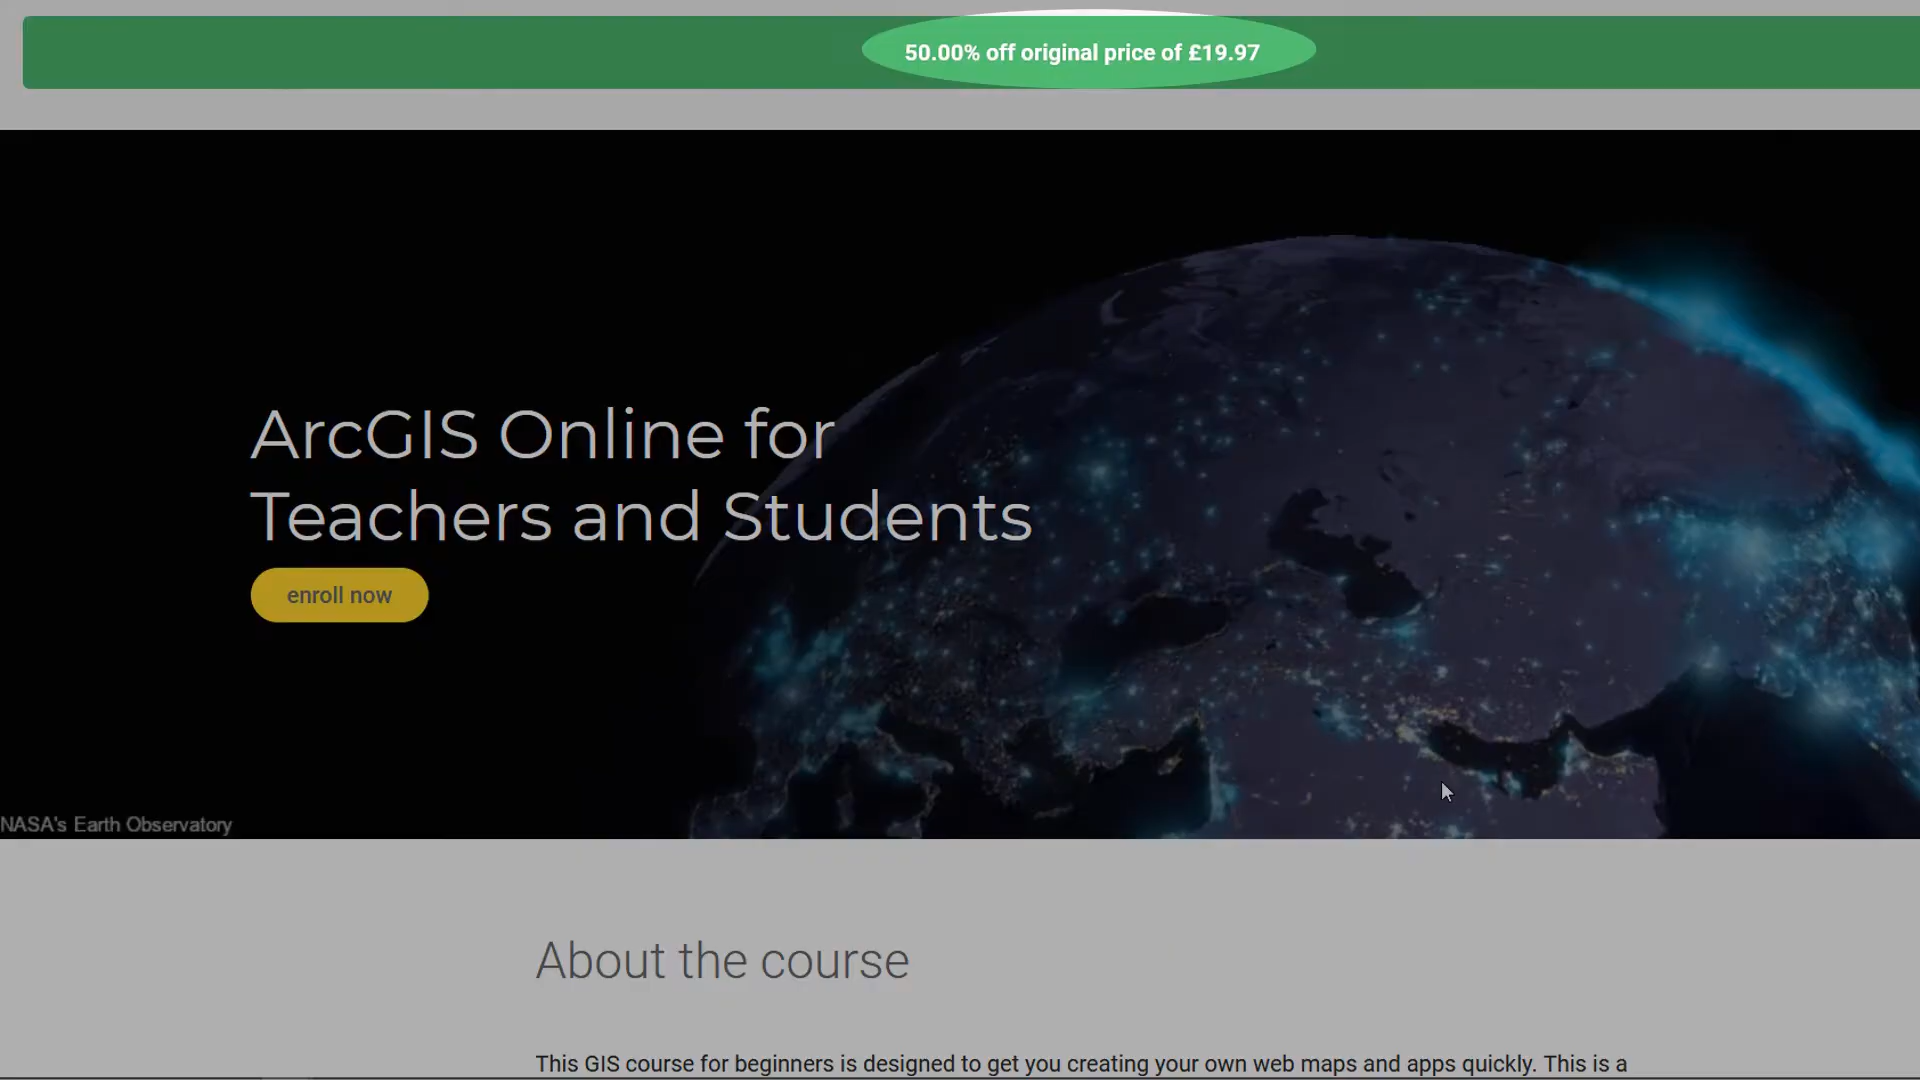 50.00% off original price of £19.97
ArcGIS Online for
Teachers and Students
enroll now
NASA's Earth Observatory
About the course
This GIS course for beginners is designed to get you creating your own web maps and apps quickly. This is a